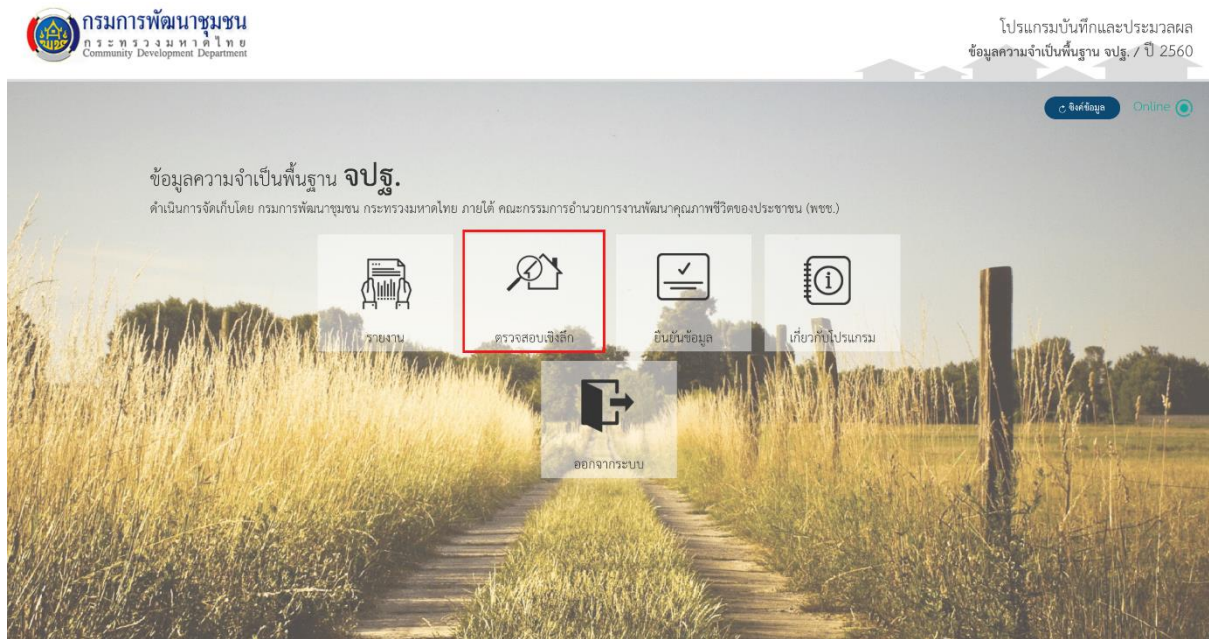 กรมการพัฒนาชุมชน
กระทรวงมหาดไทย
Community Development Department
โปรแกรมบันทึกและประมวลผล
ข้อมูลความจำเป็นพื้นฐาน จปฐ. / ปี 2560
ซิงค์ข้อมูล
Online
ข้อมูลความจำเป็นพื้นฐาน จปฐ.
ดำเนินการจัดเก็บโดย กรมการพัฒนาชุมชน กระทรวงมหาดไทย ภายใต้ คณะกรรมการอำนวยการงานพัฒนาคุณภาพชีวิตของประชาชน (พชช.)
รายงาน
ตรวจสอบเชิงลึก
ยืนยันข้อมูล
เกี่ยวกับโปรแกรม
ออกจากระบบ